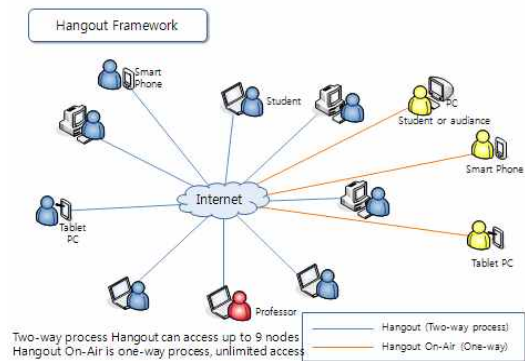 Hangout Framework
Smart
Phone
Student
PC
Student or audiance
Smart Phone
Internet
Tablet
PC
Tablet PC
Professor
Two-way process Hangout can access up to 9 nodes
Hangout On-Air is one-way process, unlimited access
Hangout (Two-way process)
Hangout On-Air (One-way)